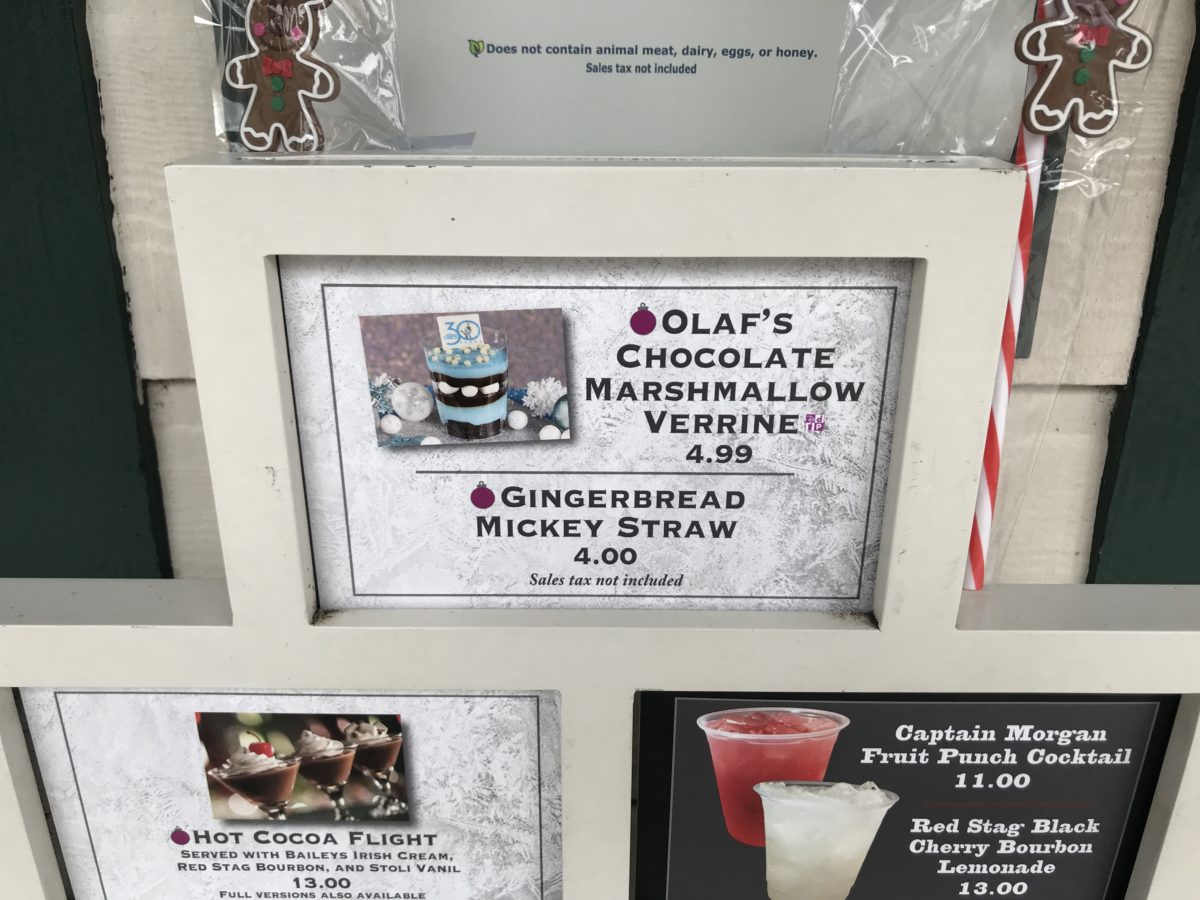 Does not contain animal meat, dairy, eggs, or honey.
Sales tax not included
30
OLAF'S
CHOCOLATE
MARSHMALLOW
VERRINE
4.99
GINGERBREAD
MICKEY STRAW
4.00
Sales tax not included
HOT COCOA FLIGHT
SERVED WITH BAILEYS IRISH CREAM,
RED STAG BOURBON, AND STOLI VANIL
13.00
FULL VERSIONS ALSO AVAILABLE
Captain Morgan
Fruit Punch Cocktail
11.00
Red Stag Black
Cherry Bourbon
Lemonade
13.00